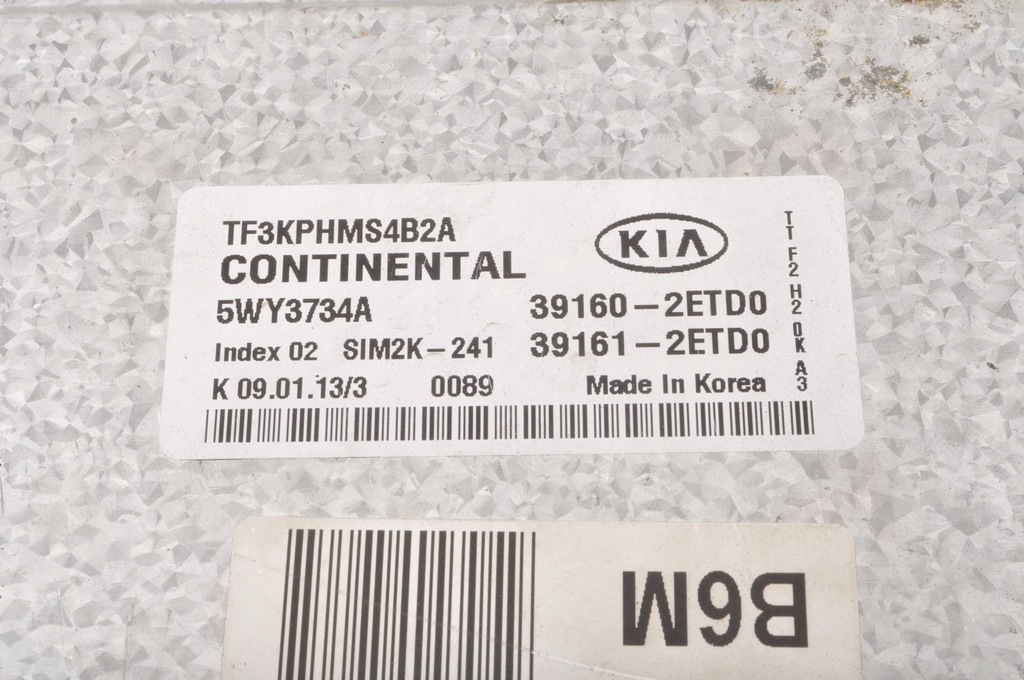 TF3KPHMS4B2A
CONTINENTAL
KIA
5WY3734A 39160-2ETD0
Index 02 SIM2K-241 39161-2ETD0
K 09.01.13/3 0089 Made In Korea
TT F2 H2 0K A3
B6M